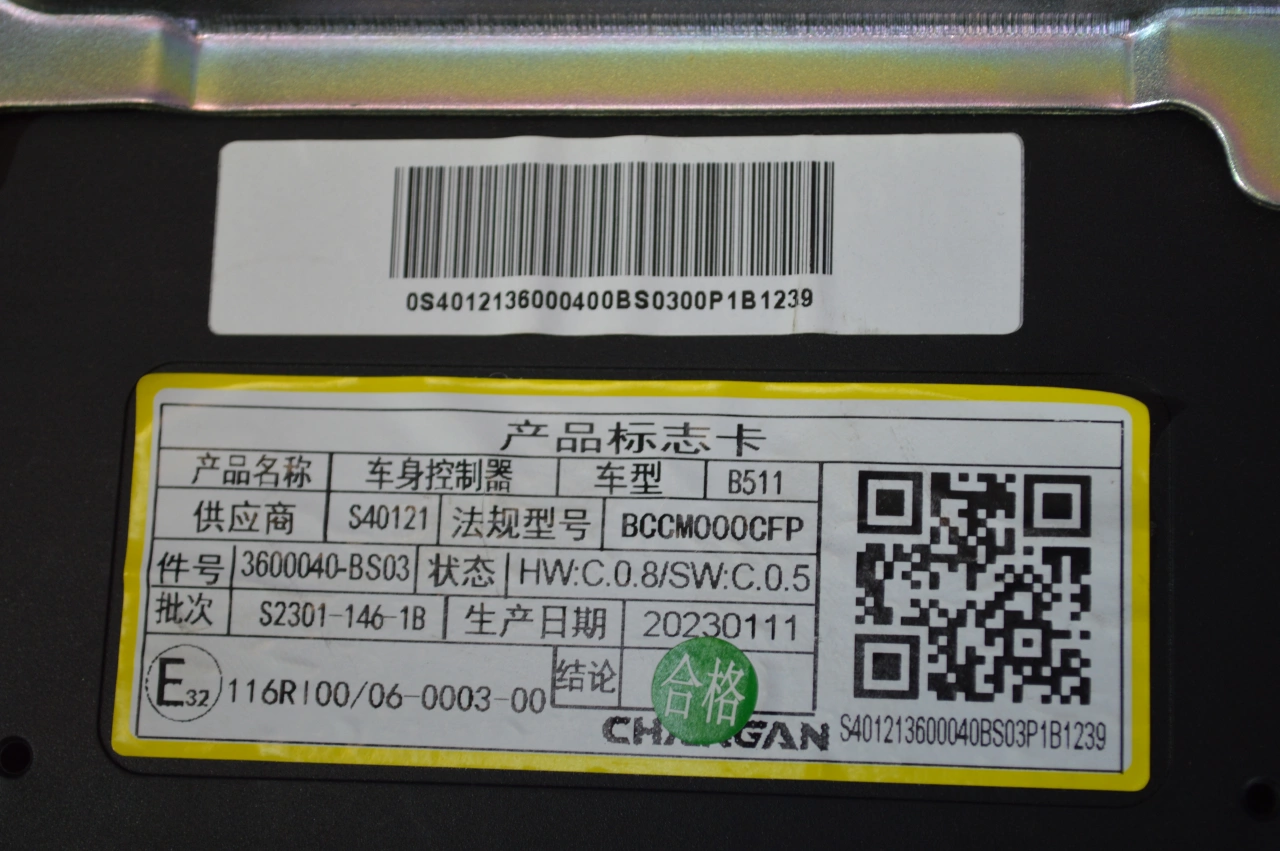 0S4012136000400BS0300P1B1239
产品标志卡
产品名称 车身控制器 车型 B511
供应商 S40121 法规型号 BCCM000CFP
件号 3600040-BS03 状态 HW:C.0.8/SW:C.0.5
批次 S2301-146-1B 生产日期 20230111
E32 116RI00/06-0003-00 结论 合格
CHANGAN S401213600040BS03P1B1239